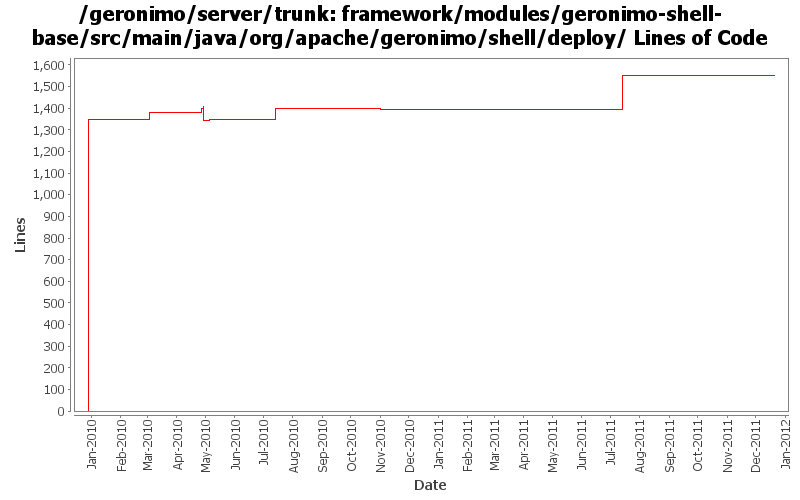 /geronimo/server/trunk: framework/modules/geronimo-shell-
base/src/main/java/org/apache/geronimo/shell/deploy/ Lines of Code
1,600
1,500
1,400
1,300
1,200
1,100
1,000
900
800
700
600
500
400
300
200
100
0
Lines
Jan-2010
Feb-2010
Mar-2010
Apr-2010
May-2010
Jun-2010
Jul-2010
Aug-2010
Sep-2010
Oct-2010
Nov-2010
Dec-2010
Jan-2011
Feb-2011
Mar-2011
Apr-2011
May-2011
Jun-2011
Jul-2011
Aug-2011
Sep-2011
Oct-2011
Nov-2011
Dec-2011
Jan-2012
Date